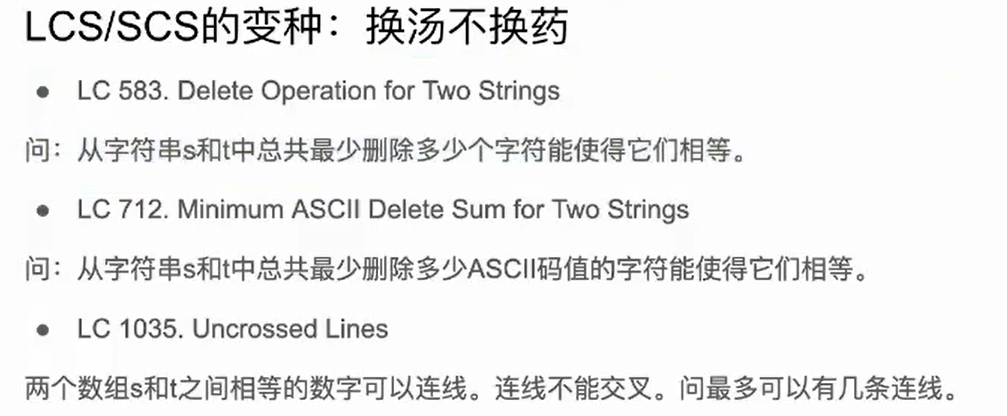 LCS/SCS的变种：换汤不换药
● LC 583. Delete Operation for Two Strings
问：从字符串s和t中总共最少删除多少个字符能使得它们相等。
● LC 712. Minimum ASCII Delete Sum for Two Strings
问：从字符串s和t中总共最少删除多少ASCII码值的字符能使得它们相等。
● LC 1035. Uncrossed Lines
两个数组s和t之间相等的数字可以连线。连线不能交叉。问最多可以有几条连线。